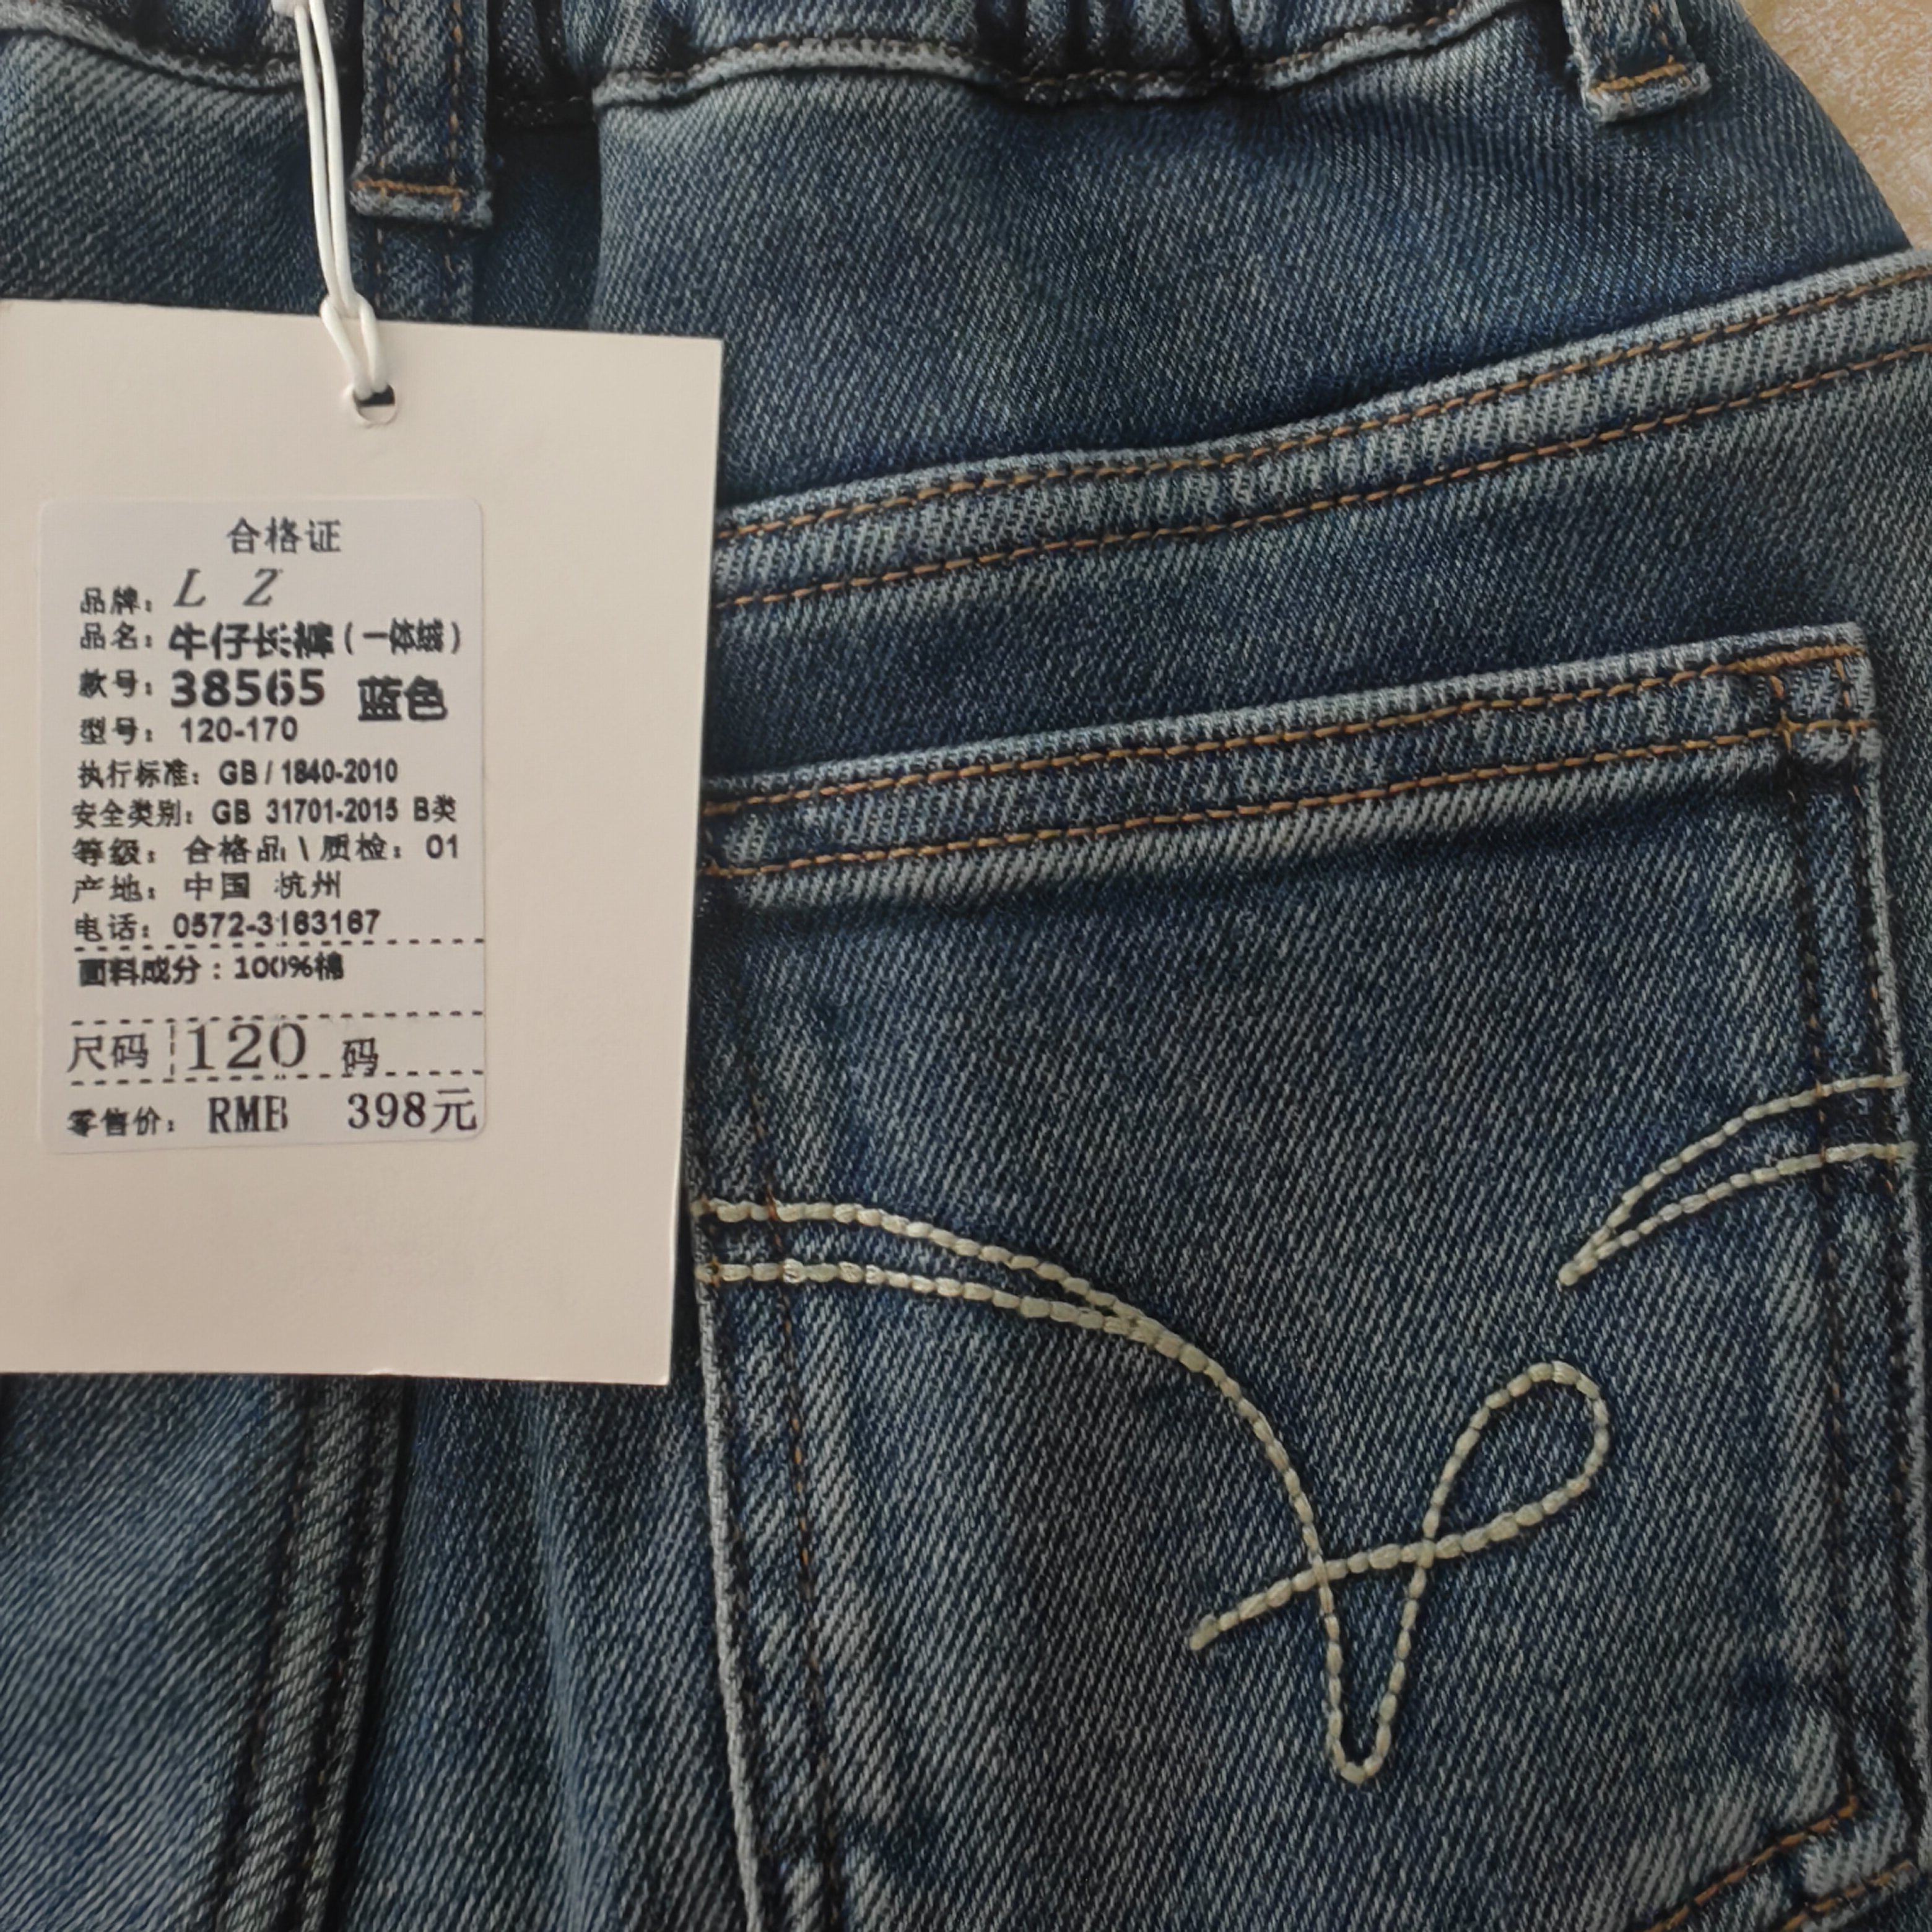 合格证
品牌：L Z
品名：牛仔长裤（一体绒）
款号：38565 蓝色
型号：120-170
执行标准：GB / 1840-2010
安全类别：GB 31701-2015 B类
等级：合格品 \ 质检：01
产地：中国 杭州
电话：0572-3163167
面料成分：100%棉
尺码 120 码
零售价：RMB 398元